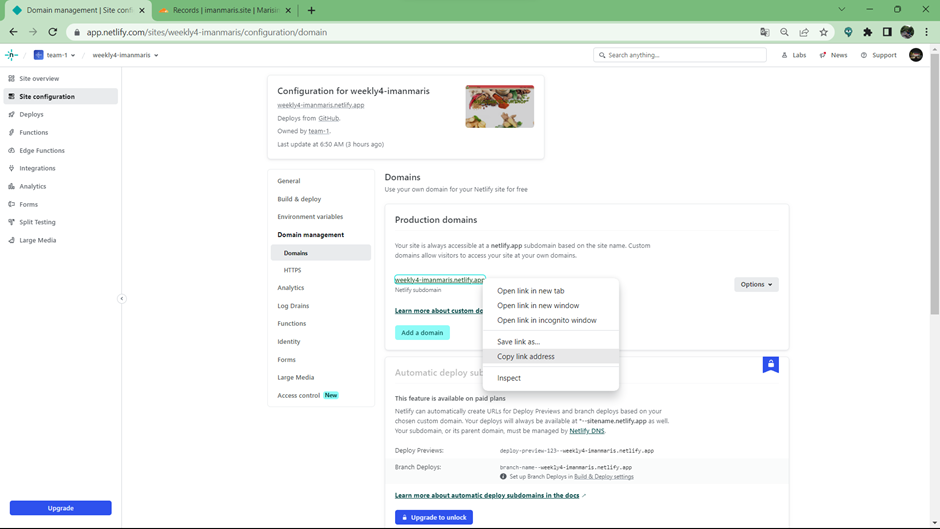 Domain management | Site confi
Records | imanmaris.site | Marisin
app.netlify.com/sites/weekly4-imanmaris/configuration/domain
team-1
weekly4-imanmaris
Search anything...
Labs
News
Support
Site overview
Site configuration
Deploys
Functions
Edge Functions
Integrations
Analytics
Forms
Split Testing
Large Media
Upgrade
Configuration for weekly4-imanmaris
weekly4-imanmaris.netlify.app
Deploys from GitHub.
Owned by team-1.
Last update at 6:50 AM (3 hours ago)
General
Build & deploy
Environment variables
Domain management
Domains
HTTPS
Analytics
Log Drains
Functions
Identity
Forms
Large Media
Access control New
Domains
Use your own domain for your Netlify site for free
Production domains
Your site is always accessible at a netlify.app subdomain based on the site name. Custom
domains allow visitors to access your site at your own domains.
weekly4-imanmaris.netlify.app
Netlify subdomain
Options
Learn more about custom do
Add a domain
Open link in new tab
Open link in new window
Open link in incognito window
Save link as...
Copy link address
Inspect
Automatic deploy sub
This feature is available on paid plans
Netlify can automatically create URLs for Deploy Previews and branch deploys based on your
chosen custom domain. Your deploys will always be available at *--sitename.netlify.app as well.
Your subdomain, or its parent domain, must be managed by Netlify DNS.
Deploy Previews: deploy-preview-123--weekly4-imanmaris.netlify.app
Branch Deploys: branch-name--weekly4-imanmaris.netlify.app
Set up Branch Deploys in Build & Deploy settings
Learn more about automatic deploy subdomains in the docs
Upgrade to unlock